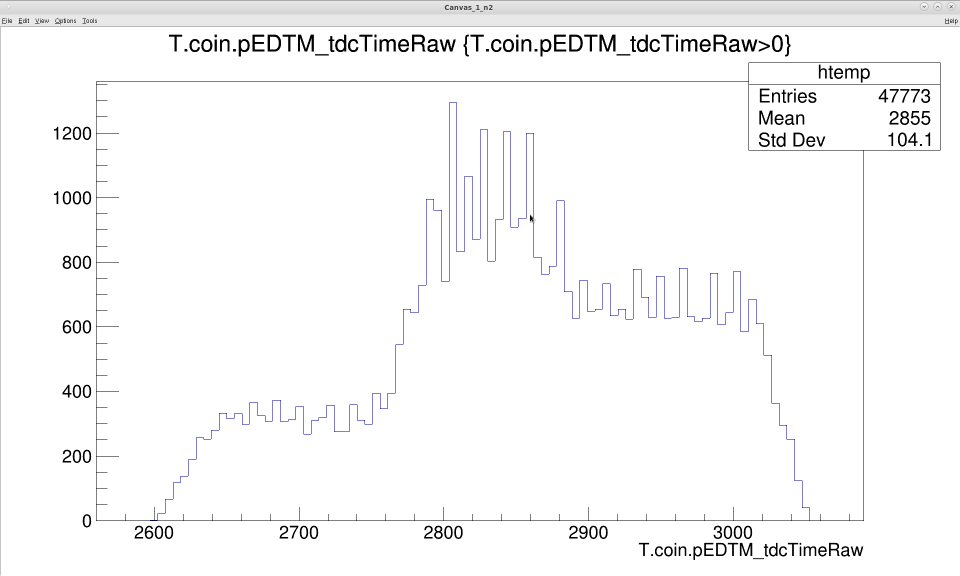 Canvas_1_n2
File Edit View Options Tools Help
T.coin.pEDTM_tdcTimeRaw {T.coin.pEDTM_tdcTimeRaw>0}
htemp
Entries 47773
Mean 2855
Std Dev 104.1
1200
1000
800
600
400
200
0
2600 2700 2800 2900 3000
T.coin.pEDTM_tdcTimeRaw